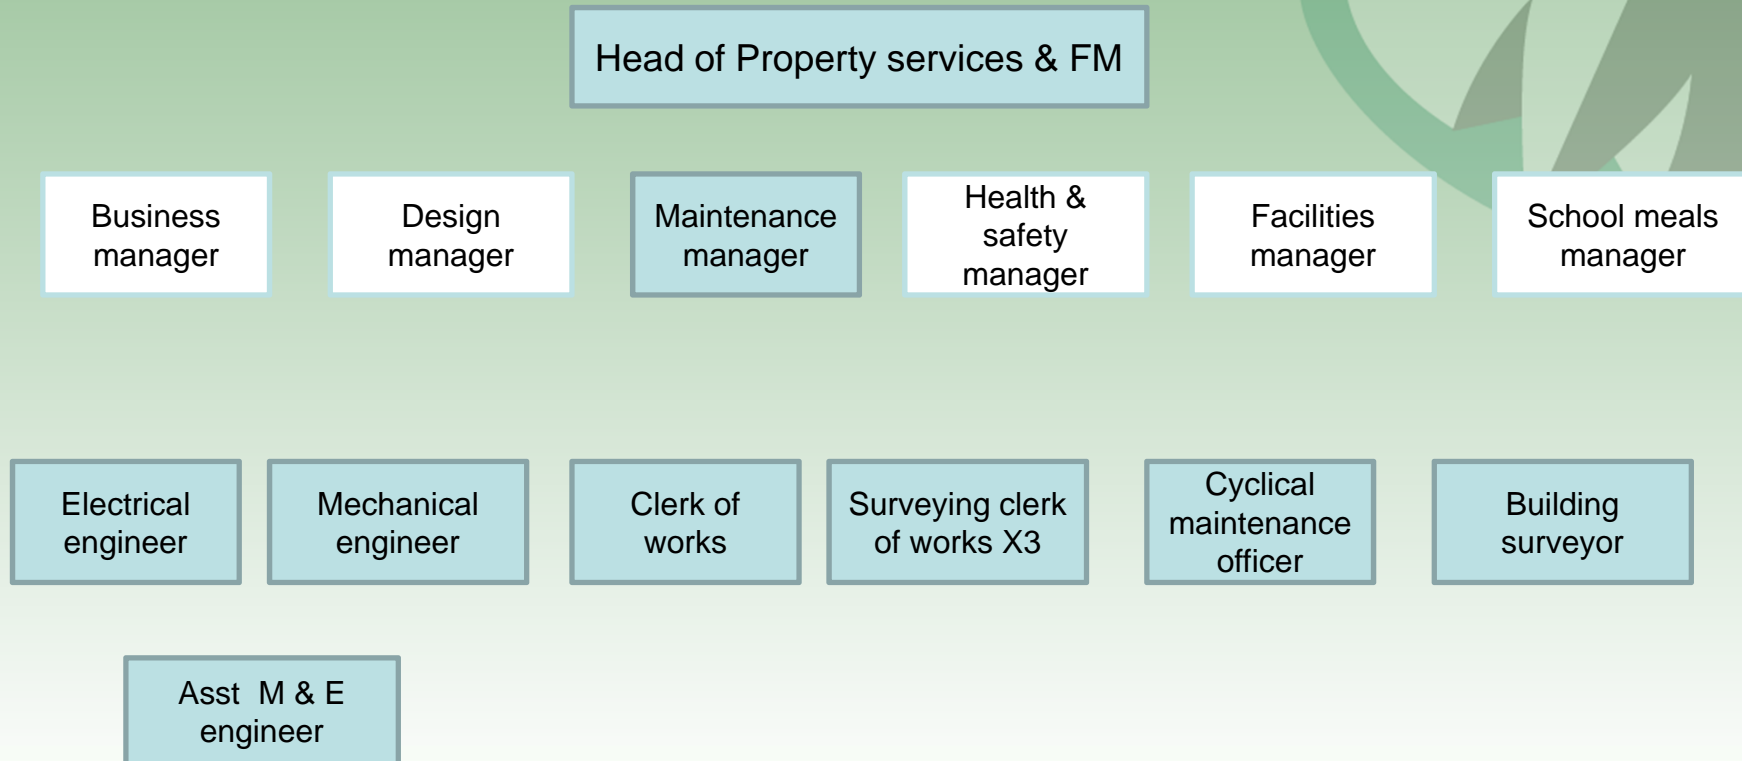 Head of Property services & FM
Business
manager
Design
manager
Maintenance
manager
Health &
safety
manager
Facilities
manager
School meals
manager
Electrical
engineer
Mechanical
engineer
Clerk of
works
Surveying clerk
of works X3
Cyclical
maintenance
officer
Building
surveyor
Asst M & E
engineer